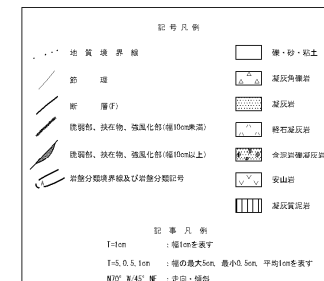 記号凡例
地質境界線
節理
断層(F)
脆弱部、挟在物、強風化部(幅10cm未満)
脆弱部、挟在物、強風化部(幅10cm以上)
岩盤分類境界線及び岩盤分類記号
礫・砂・粘土
凝灰角礫岩
凝灰岩
軽石凝灰岩
含泥岩礫凝灰岩
安山岩
凝灰質泥岩
記事凡例
T=1cm ：幅1cmを表す
T=5,0.5,1cm ：幅の最大5cm、最小0.5cm、平均1cmを表す
N70°W/45°NE ：走向・傾斜